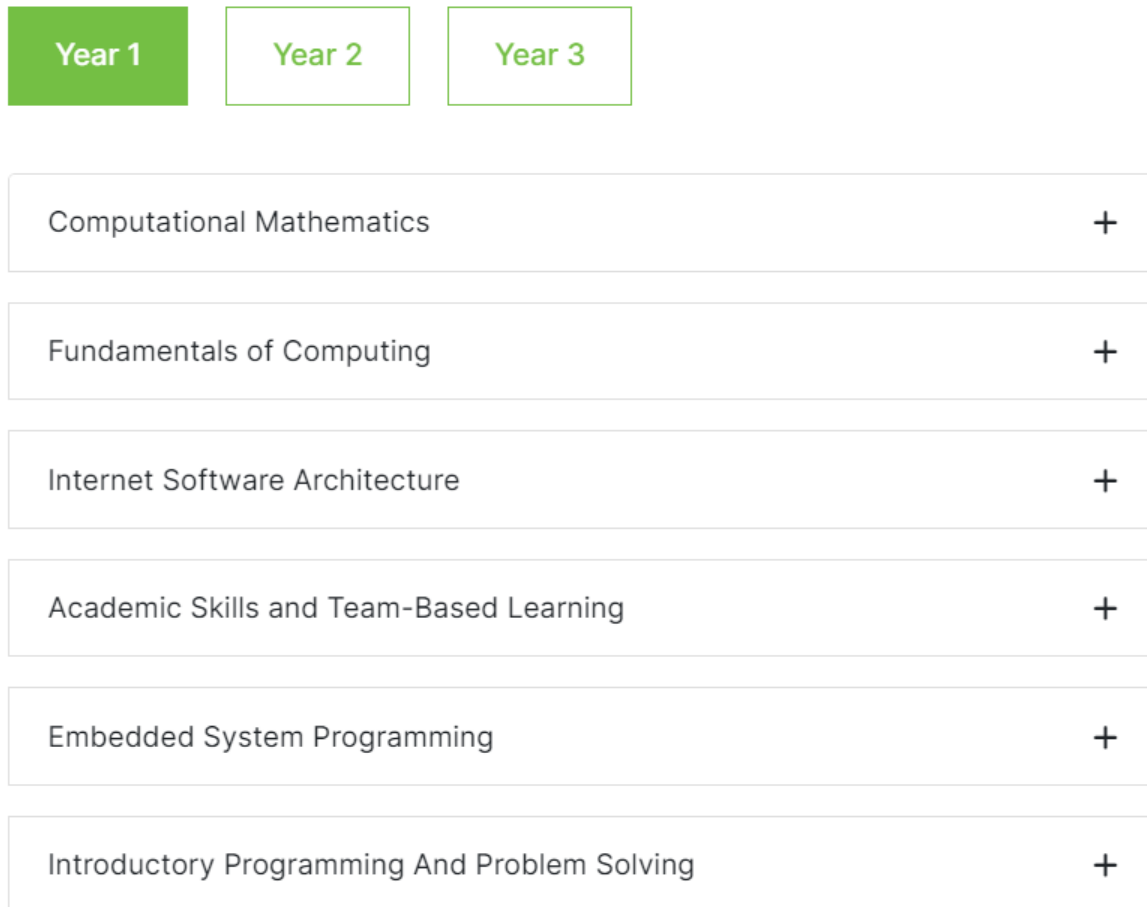 Year 1 Year 2 Year 3
Computational Mathematics
Fundamentals of Computing
Internet Software Architecture
Academic Skills and Team-Based Learning
Embedded System Programming
Introductory Programming And Problem Solving